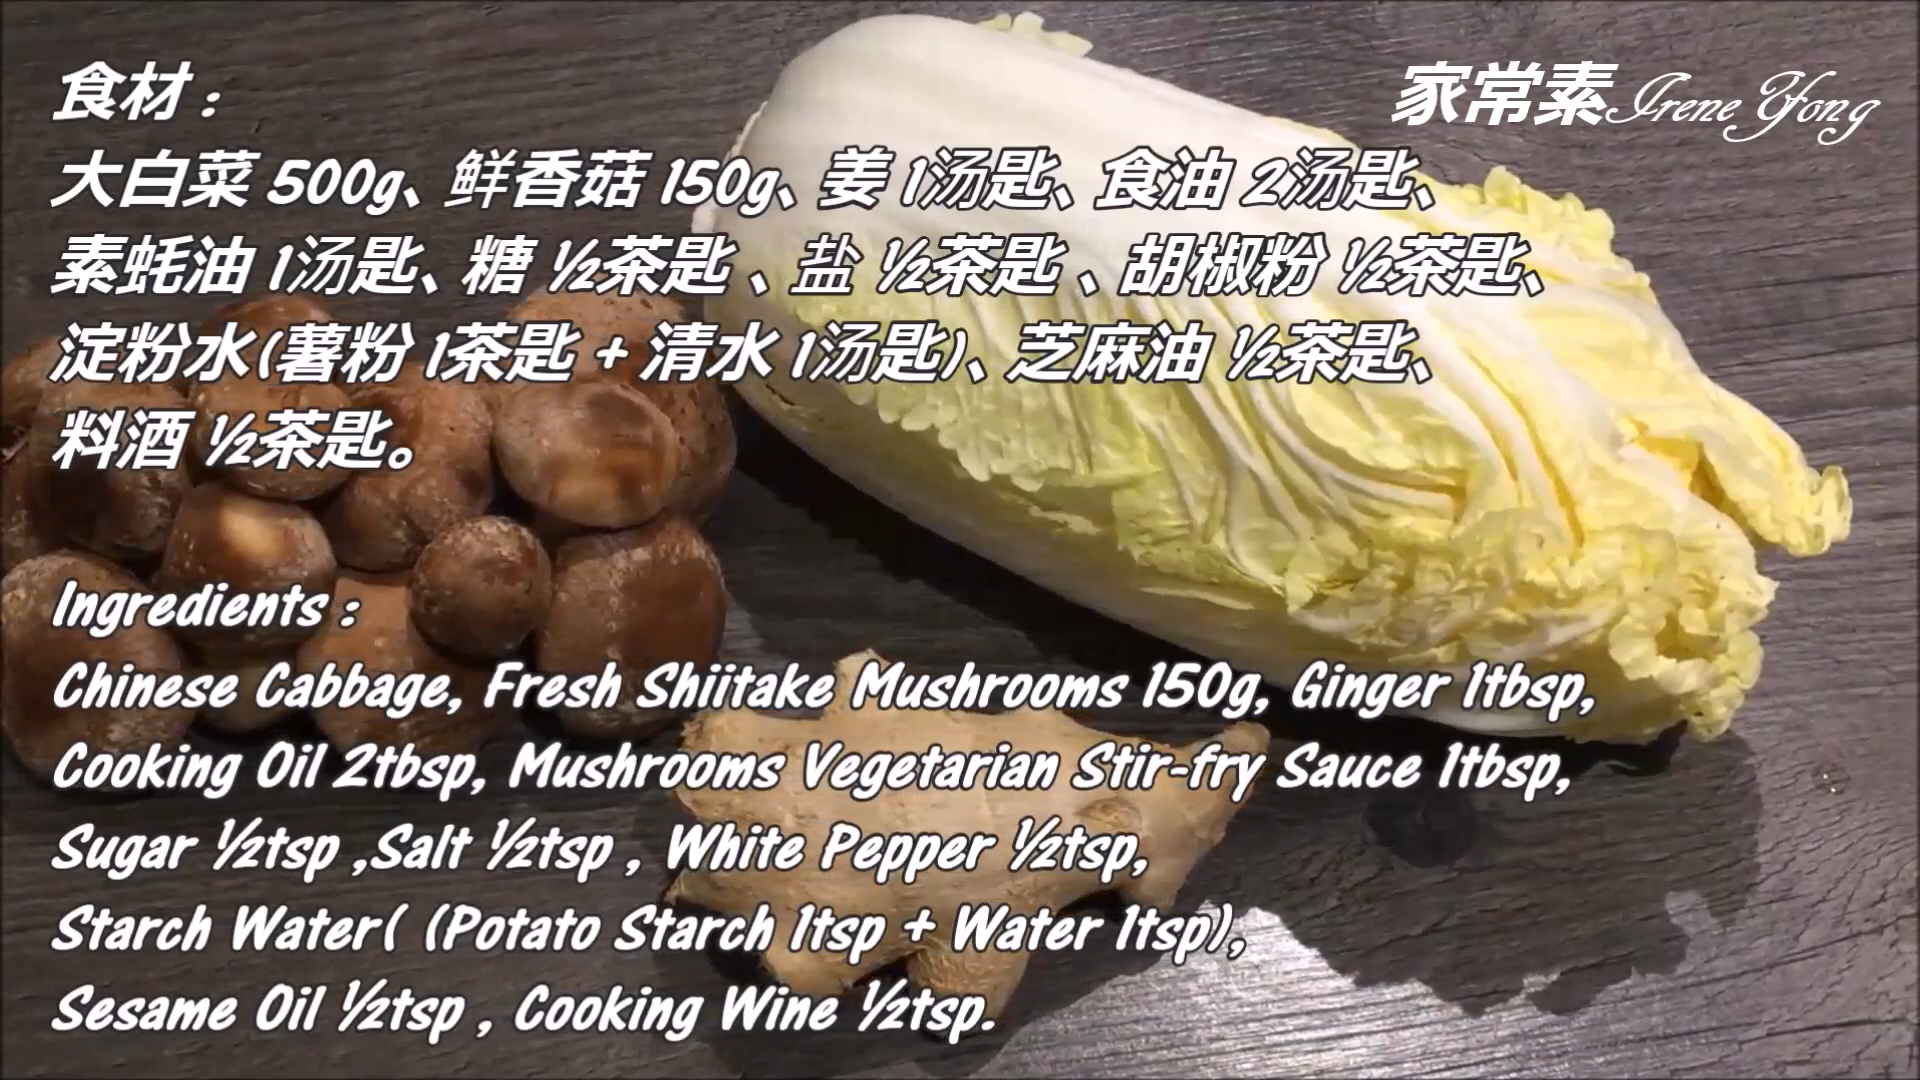 食材 :
家常素 Irene Yong
大白菜 500g、鲜香菇 150g、姜 1汤匙、食油 2汤匙、
素蚝油 1汤匙、糖 ½茶匙 、盐 ½茶匙 、胡椒粉 ½茶匙、
淀粉水(薯粉 1茶匙 + 清水 1汤匙)、芝麻油 ½茶匙、
料酒 ½茶匙。
Ingredients :
Chinese Cabbage, Fresh Shiitake Mushrooms 150g, Ginger 1tbsp,
Cooking Oil 2tbsp, Mushrooms Vegetarian Stir-fry Sauce 1tbsp,
Sugar ½tsp ,Salt ½tsp , White Pepper ½tsp,
Starch Water( (Potato Starch 1tsp + Water 1tsp),
Sesame Oil ½tsp , Cooking Wine ½tsp.